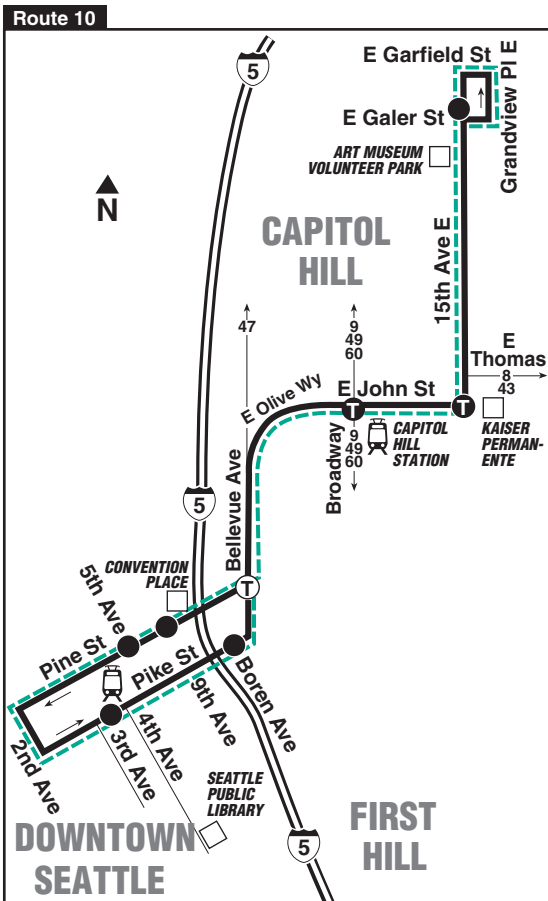 Route 10
5
E Garfield St
Grandview Pl E
E Galer St
ART MUSEUM
VOLUNTEER PARK
N
CAPITOL
HILL
15th Ave E
47
9
49
60
E
Thomas
8
43
E Olive Wy
E John St
T
T
Broadway
9
49
60
CAPITOL
HILL
STATION
KAISER
PERMAN-
ENTE
Bellevue Ave
5
CONVENTION
PLACE
T
5th Ave
Pine St
Pike St
9th Ave
Boren Ave
2nd Ave
3rd Ave
4th Ave
SEATTLE
PUBLIC
LIBRARY
DOWNTOWN
SEATTLE
FIRST
HILL
5